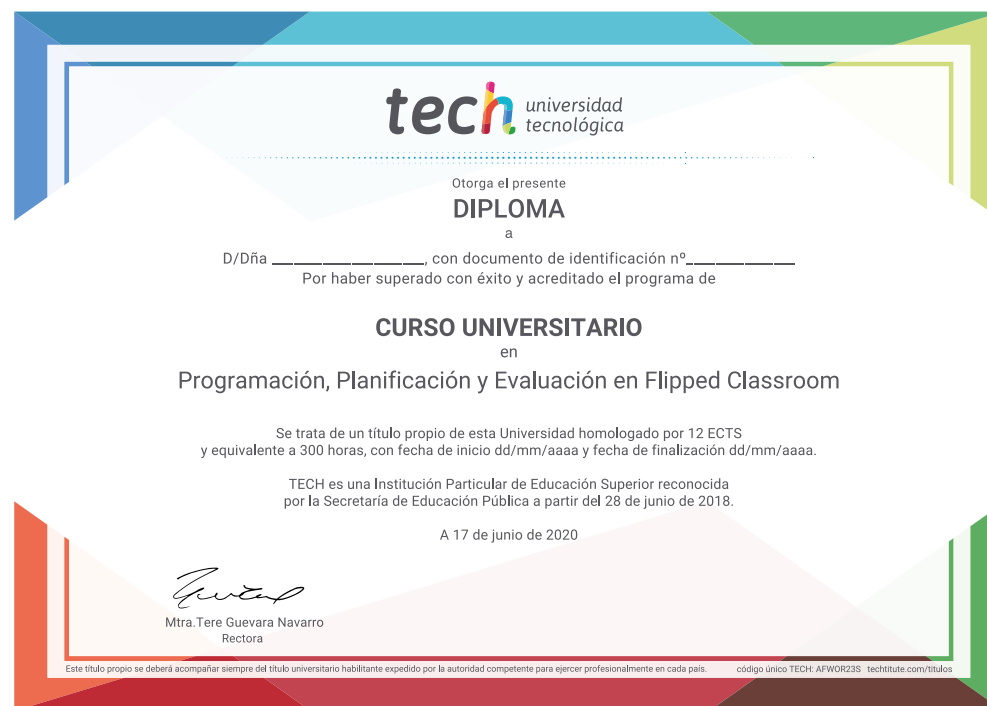 tech universidad
tecnológica
Otorga el presente
DIPLOMA
a
D/Dña __________________, con documento de identificación nº_____________
Por haber superado con éxito y acreditado el programa de
CURSO UNIVERSITARIO
en
Programación, Planificación y Evaluación en Flipped Classroom
Se trata de un título propio de esta Universidad homologado por 12 ECTS
y equivalente a 300 horas, con fecha de inicio dd/mm/aaaa y fecha de finalización dd/mm/aaaa.
TECH es una Institución Particular de Educación Superior reconocida
por la Secretaría de Educación Pública a partir del 28 de junio de 2018.
A 17 de junio de 2020
Mtra.Tere Guevara Navarro
Rectora
Este título propio se deberá acompañar siempre del título universitario habilitante expedido por la autoridad competente para ejercer profesionalmente en cada país. código único TECH: AFWOR23S techtitute.com/titulos